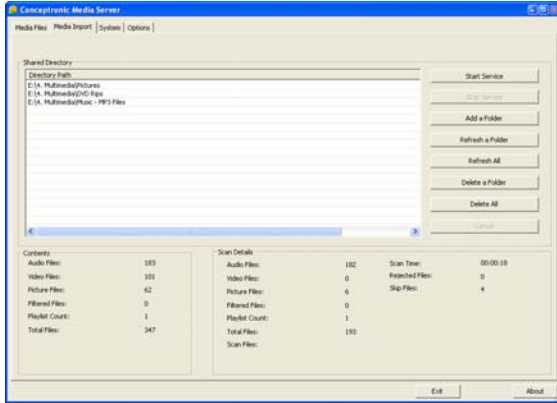 Conceptronic Media Server
Media Files Media Import System Options
Shared Directory
Directory Path
E:\4. Multimedia\Pictures
E:\4. Multimedia\DVD Rips
E:\4. Multimedia\Music - MP3 Files
Start Service
Stop Service
Add a Folder
Refresh a Folder
Refresh All
Delete a Folder
Delete All
Cancel
Contents
Audio Files: 183
Video Files: 101
Picture Files: 62
Filtered Files: 0
Playlist Count: 1
Total Files: 347
Scan Details
Audio Files: 182 Scan Time: 00:00:18
Video Files: 0 Rejected Files: 0
Picture Files: 6 Skip Files: 4
Filtered Files: 0
Playlist Count: 1
Total Files: 193
Scan Files:
Exit About